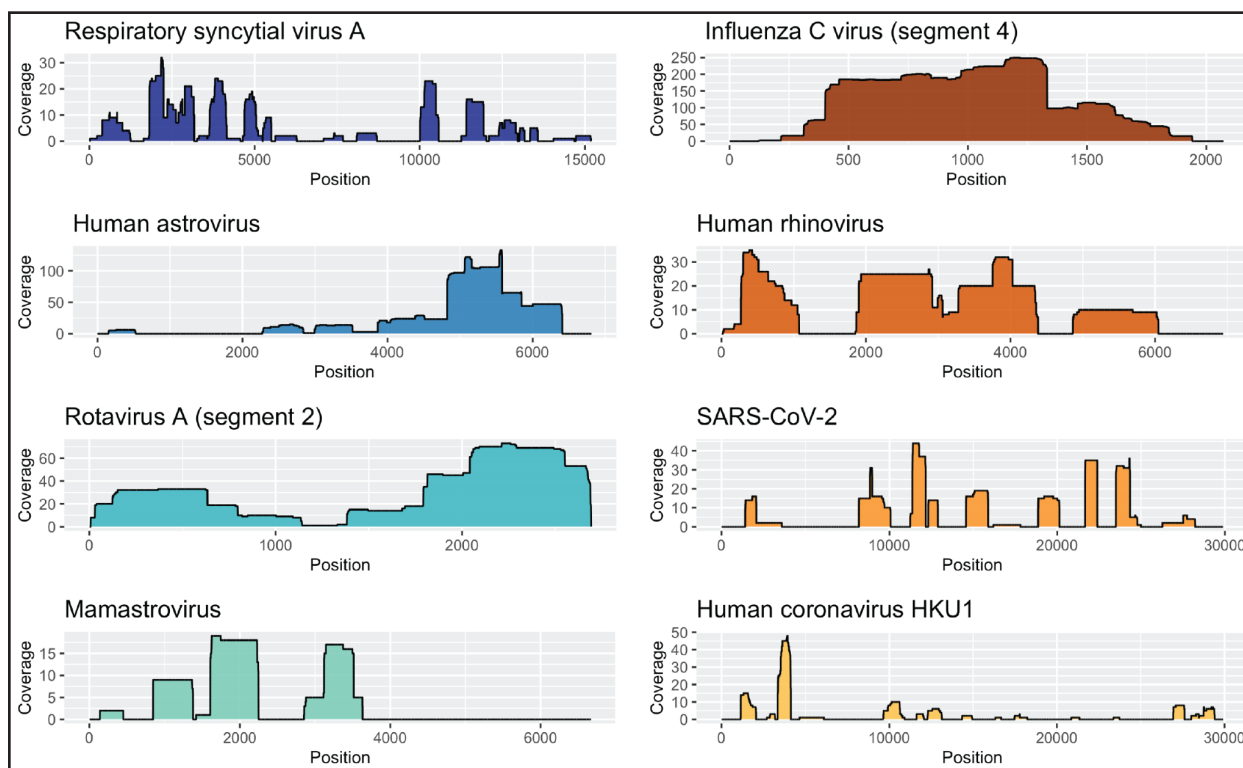 Respiratory syncytial virus A
Coverage
30
20
10
0
0 5000 10000 15000
Position
Influenza C virus (segment 4)
Coverage
250
200
150
100
50
0
0 500 1000 1500 2000
Position
Human astrovirus
Coverage
100
50
0
0 2000 4000 6000
Position
Human rhinovirus
Coverage
30
20
10
0
0 2000 4000 6000
Position
Rotavirus A (segment 2)
Coverage
60
40
20
0
0 1000 2000
Position
SARS-CoV-2
Coverage
40
30
20
10
0
0 10000 20000 30000
Position
Mamastrovirus
Coverage
15
10
5
0
0 2000 4000 6000
Position
Human coronavirus HKU1
Coverage
50
40
30
20
10
0
0 10000 20000 30000
Position